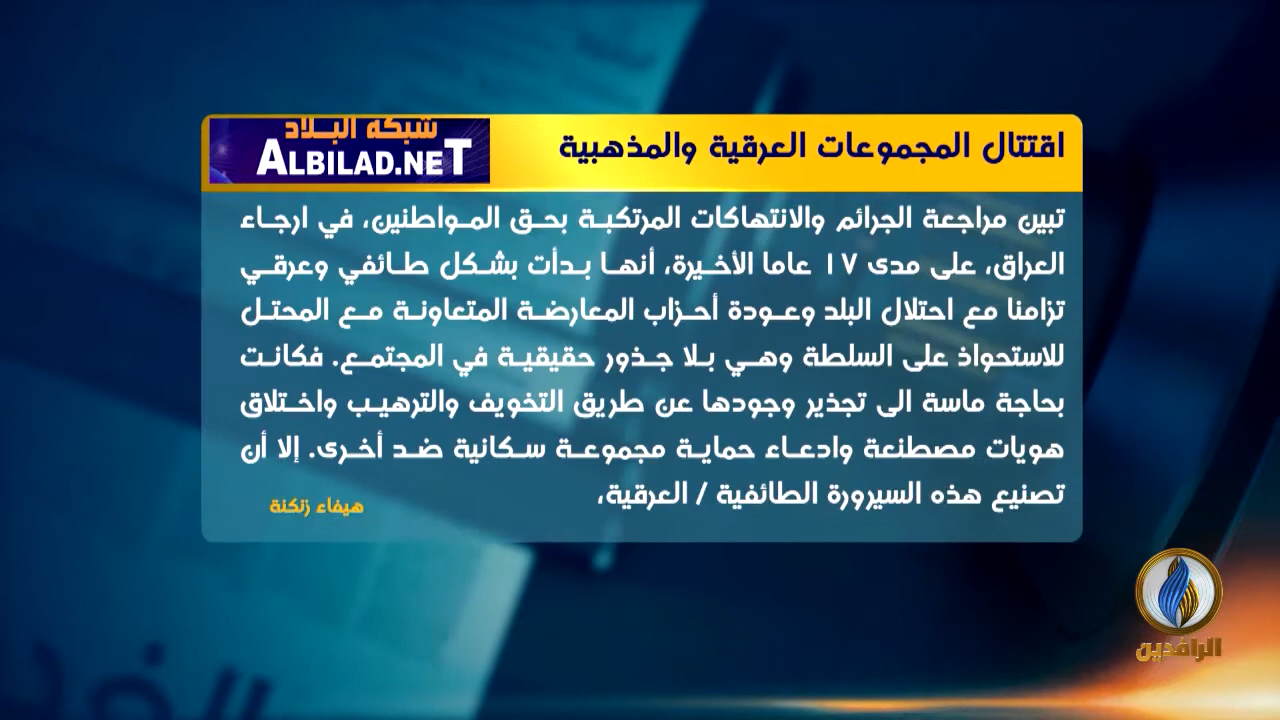 شبكة البلاد
ALBILAD.NET
اقتتال المجموعات العرقية والمذهبية
تبين مراجعة الجرائم والانتهاكات المرتكبة بحق المواطنين، في ارجاء
العراق، على مدى ١٧ عاما الأخيرة، أنها بدأت بشكل طائفي وعرقي
تزامنا مع احتلال البلد وعودة أحزاب المعارضة المتعاونة مع المحتل
للاستحواذ على السلطة وهي بلا جذور حقيقية في المجتمع. فكانت
بحاجة ماسة الى تجذير وجودها عن طريق التخويف والترهيب واختلاق
هويات مصطنعة وادعاء حماية مجموعة سكانية ضد أخرى. إلا أن
تصنيع هذه السيرورة الطائفية / العرقية،
هيفاء زنكنة
الرافدين